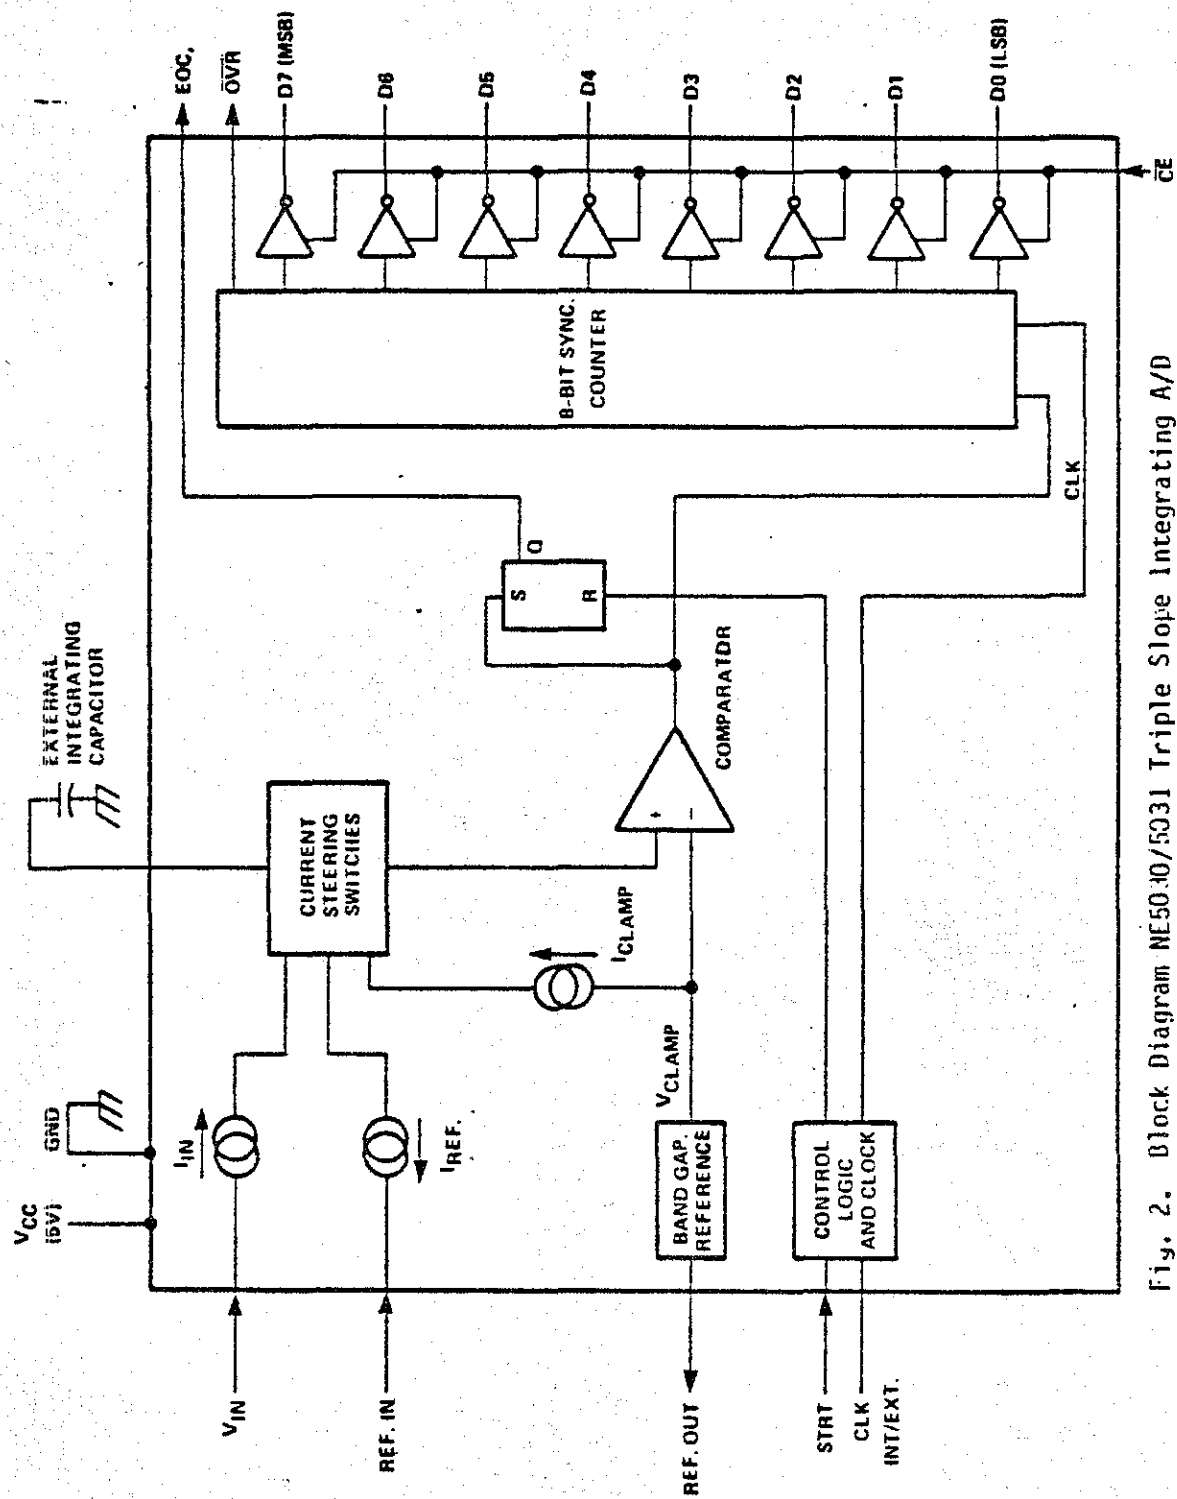 VCC
(5V)
GND
EXTERNAL
INTEGRATING
CAPACITOR
EOC,
OVR
D7 (MSB)
D6
D5
D4
D3
D2
D1
D0 (LSB)
CE
VIN
REF. IN
REF. OUT
STRT
CLK
INT/EXT.
IIN
IREF.
CURRENT
STEERING
SWITCHES
ICLAMP
VCLAMP
BAND GAP.
REFERENCE
CONTROL
LOGIC
AND CLOCK
+
−
COMPARATOR
S
R
Q
8-BIT SYNC.
COUNTER
CLK
Fig. 2. Block Diagram NE5030/5031 Triple Slope Integrating A/D